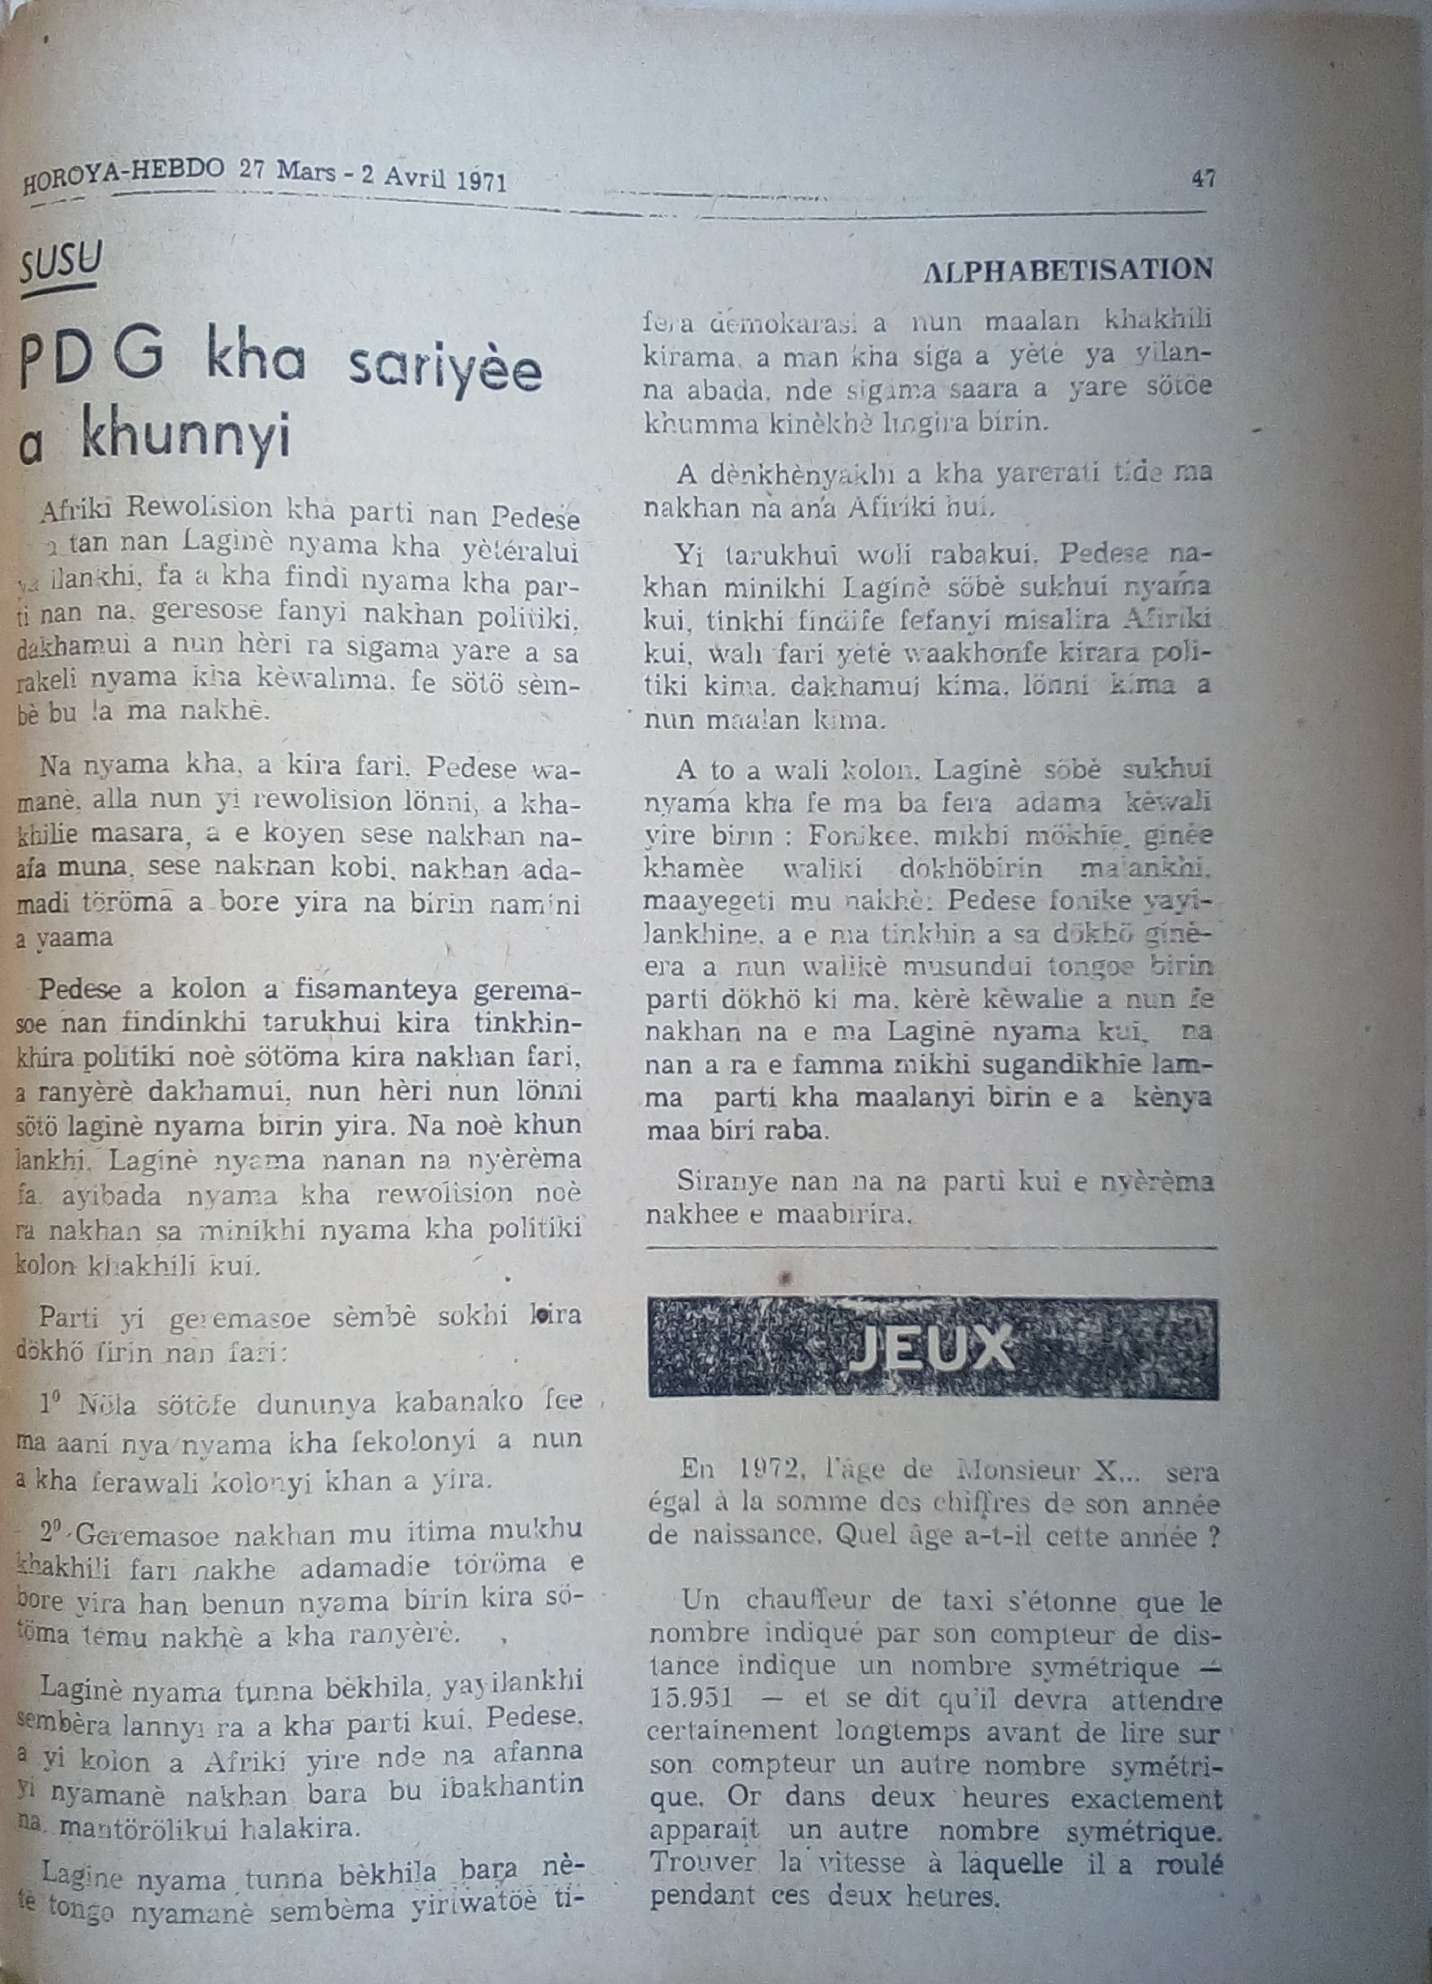 HOROYA-HEBDO 27 Mars - 2 Avril 1971
47
SUSU
PDG kha sariyèe
a khunnyi
Afriki Rewolision kha parti nan Pedese
a tan nan Laginè nyama kha yètéralui
ilankhi, fa a kha findi nyama kha par-
ti nan na, geresose fanyi nakhan politiki,
dakhamui a nun hèri ra sigama yare a sa
rakeli nyama kha kèwalima, fe sötö sèm-
bè bu la ma nakhè.
Na nyama kha, a kira fari, Pedese wa-
manè, alla nun yi rewolision lönni, a kha-
khilie masara, a e koyen sese nakhan na-
afa muna, sese nakhan kobi, nakhan ada-
madi töröma a bore yira na birin namini
a yaama
Pedese a kolon a fisamanteya gerema-
soe nan findinkhi tarukhui kira tinkhin-
khira politiki noè sötöma kira nakhan fari,
a ranyèrè dakhamui, nun hèri nun lönni
sötö laginè nyama birin yira. Na noè khun
lankhi, Laginè nyama nanan na nyèrèma
fa, ayibada nyama kha rewolision noè
ra nakhan sa minikhi nyama kha politiki
kolon khakhili kui.
Parti yi geremasoe sèmbè sokhi kira
dökhö firin nan fari:
1º Nöla sötöfe dununya kabanako fee
ma aani nya nyama kha fekolonyi a nun
a kha ferawali kolonyi khan a yira.
2º Geremasoe nakhan mu itima mukhu
khakhili fari nakhe adamadie töröma e
bore yira han benun nyama birin kira sö-
töma tému nakhè a kha ranyèrè.
Laginè nyama tunna bèkhila, yayilankhi
sembèra lannyi ra a kha parti kui, Pedese,
a yi kolon a Afriki yire nde na afanna
yi nyamanè nakhan bara bu ibakhantin
na, mantörölikui halakira.
Lagine nyama tunna bèkhila bara nè-
tè tongo nyamanè sembèma yiriwatöè ti-
ALPHABETISATION
fera démokarasi a nun maalan khakhili
kirama, a man kha siga a yètè ya yilan-
na abada, nde sigama saara a yare sötöe
khumma kinèkhè lingira birin.
A dènkhènyakhi a kha yarerati tide ma
nakhan na ana Afiriki bui.
Yi tarukhui woli rabakui, Pedese na-
khan minikhi Laginè söbè sukhui nyama
kui, tinkhi findife fefanyi misalira Afiriki
kui, wali fari yètè waakhonfe kirara poli-
tiki kima, dakhamui kima, lönni kima a
nun maalan kima.
A to a wali kolon, Laginè söbè sukhui
nyama kha fe ma ba fera adama kèwali
yire birin : Fonikee, mikhi mökhie, ginèe
khamèe waliki dökhöbirin malankhi,
maayegeti mu nakhè: Pedese fonike yayi-
lankhine, a e ma tinkhin a sa dökhö ginè-
era a nun walikè musundui tongoe birin
parti dökhö ki ma, kèrè kèwalie a nun fe
nakhan na e ma Laginè nyama kui, na
nan a ra e famma mikhi sugandikhie lam-
ma parti kha maalanyi birin e a kènya
maa biri raba.
Siranye nan na na parti kui e nyèrèma
nakhee e maabirira.
JEUX
En 1972, l'âge de Monsieur X... sera
égal à la somme des chiffres de son année
de naissance. Quel âge a-t-il cette année ?
Un chauffeur de taxi s'étonne que le
nombre indiqué par son compteur de dis-
tance indique un nombre symétrique —
15.951 — et se dit qu'il devra attendre
certainement longtemps avant de lire sur
son compteur un autre nombre symétri-
que. Or dans deux heures exactement
apparait un autre nombre symétrique.
Trouver la vitesse à laquelle il a roulé
pendant ces deux heures.